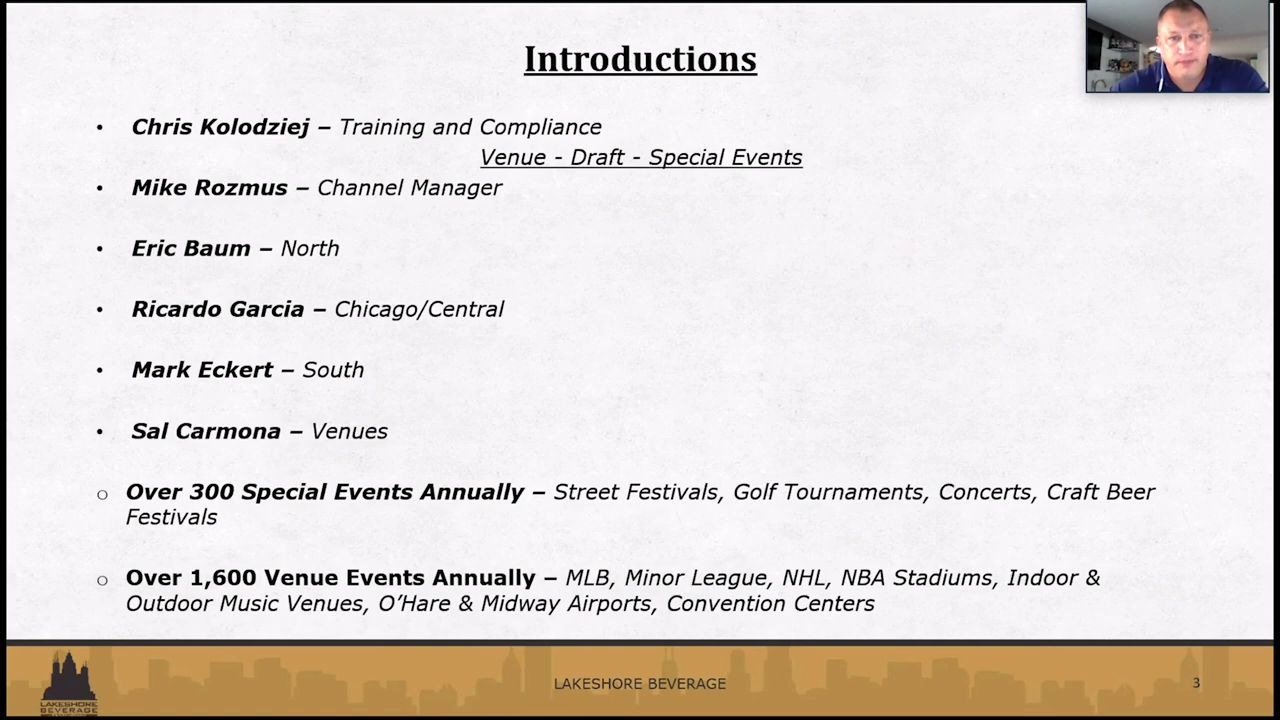 Introductions
• Chris Kolodziej – Training and Compliance
Venue - Draft - Special Events
• Mike Rozmus – Channel Manager
• Eric Baum – North
• Ricardo Garcia – Chicago/Central
• Mark Eckert – South
• Sal Carmona – Venues
○ Over 300 Special Events Annually – Street Festivals, Golf Tournaments, Concerts, Craft Beer
Festivals
○ Over 1,600 Venue Events Annually – MLB, Minor League, NHL, NBA Stadiums, Indoor &
Outdoor Music Venues, O’Hare & Midway Airports, Convention Centers
LAKESHORE BEVERAGE
3
LAKESHORE
BEVERAGE